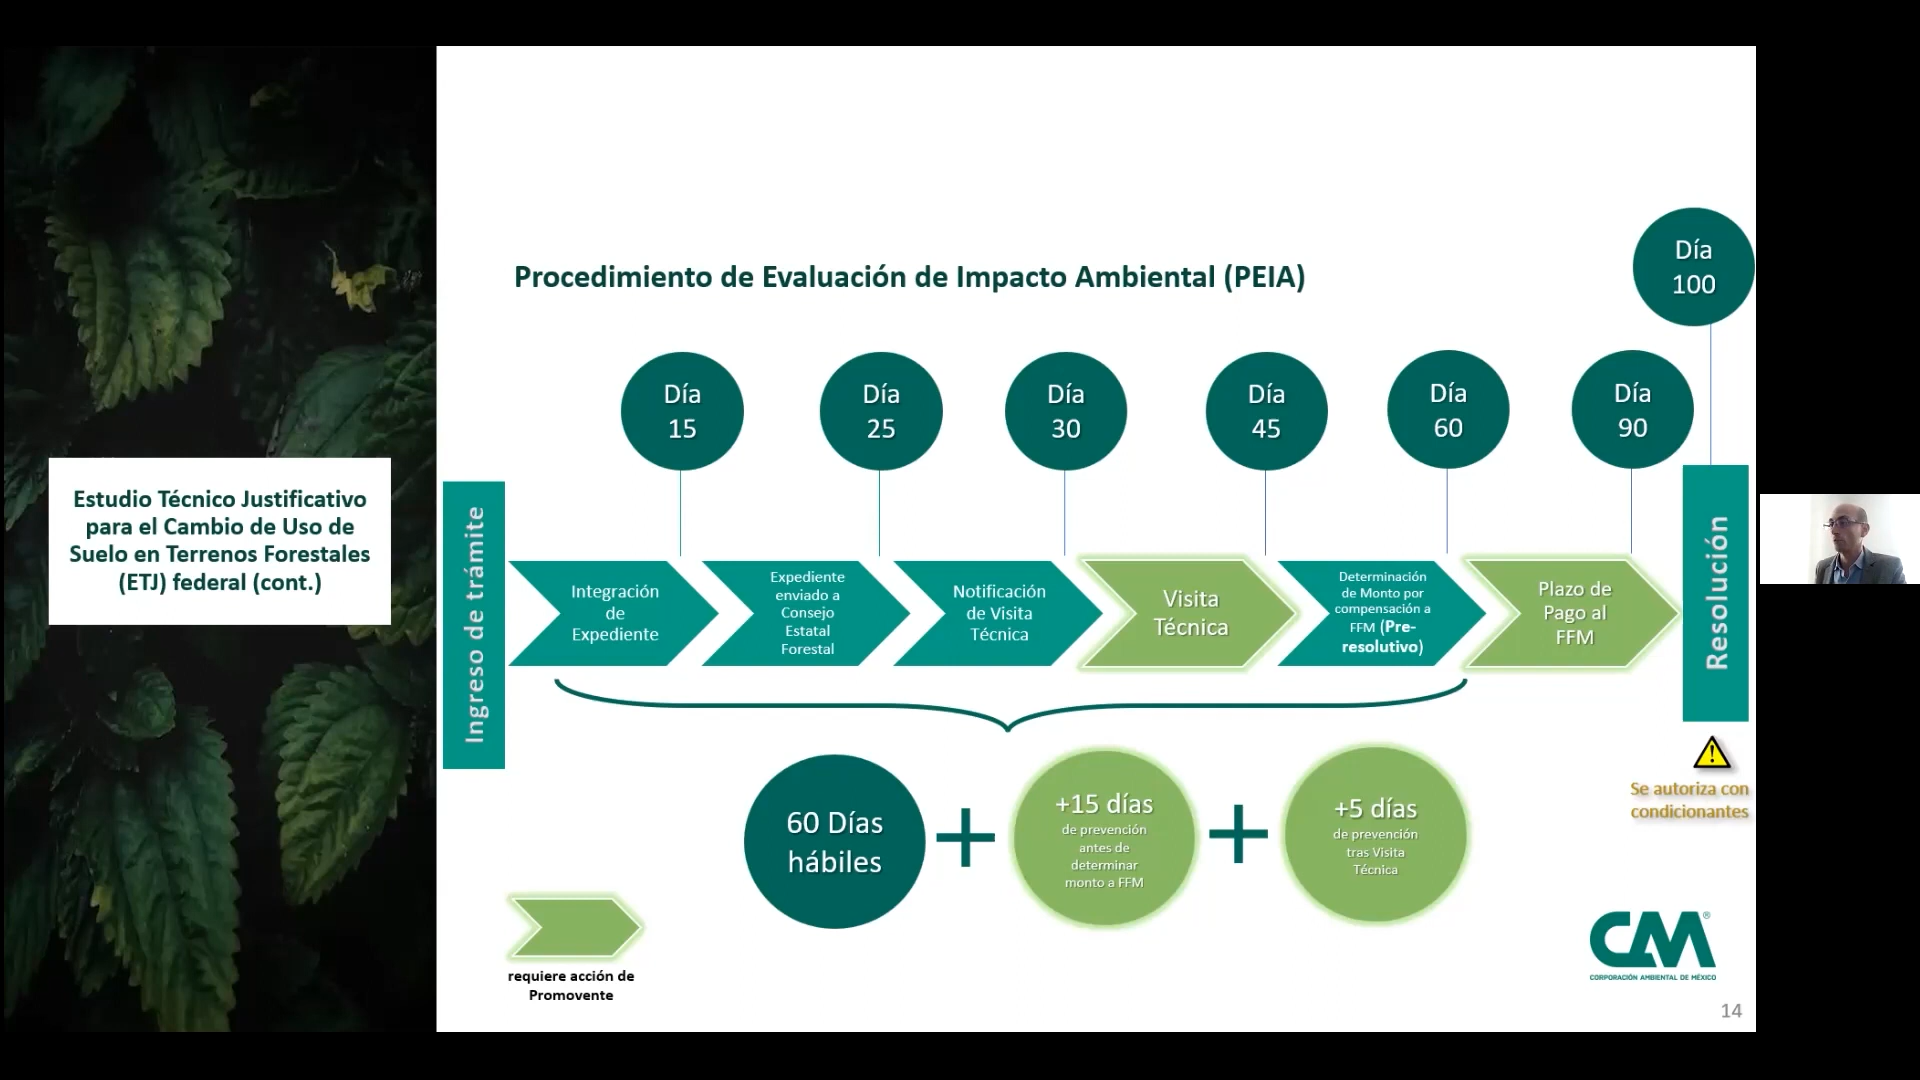 Estudio Técnico Justificativo
para el Cambio de Uso de
Suelo en Terrenos Forestales
(ETJ) federal (cont.)
Procedimiento de Evaluación de Impacto Ambiental (PEIA)
Día
15
Día
25
Día
30
Día
45
Día
60
Día
90
Día
100
Ingreso de trámite
Integración
de
Expediente
Expediente
enviado a
Consejo
Estatal
Forestal
Notificación
de Visita
Técnica
Visita
Técnica
Determinación
de Monto por
compensación a
FFM (Pre-
resolutivo)
Plazo de
Pago al
FFM
Resolución
Se autoriza con
condicionantes
60 Días
hábiles
+
+15 días
de prevención
antes de
determinar
monto a FFM
+
+5 días
de prevención
tras Visita
Técnica
requiere acción de
Promovente
CM®
CORPORACIÓN AMBIENTAL DE MÉXICO
14